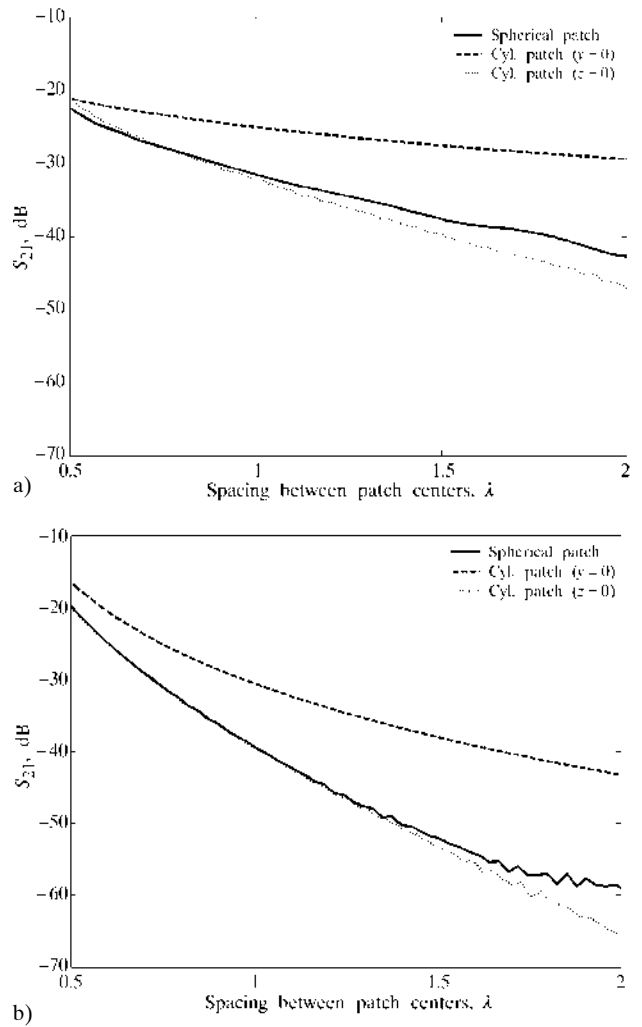 −10
Spherical patch
Cyl. patch (y=0)
Cyl. patch (z=0)
−20
−30
S21, dB
−40
−50
−60
−70
0.5
1
1.5
2
a)
Spacing between patch centers, λ
−10
Spherical patch
Cyl. patch (y=0)
Cyl. patch (z=0)
−20
−30
S21, dB
−40
−50
−60
−70
0.5
1
1.5
2
Spacing between patch centers, λ
b)